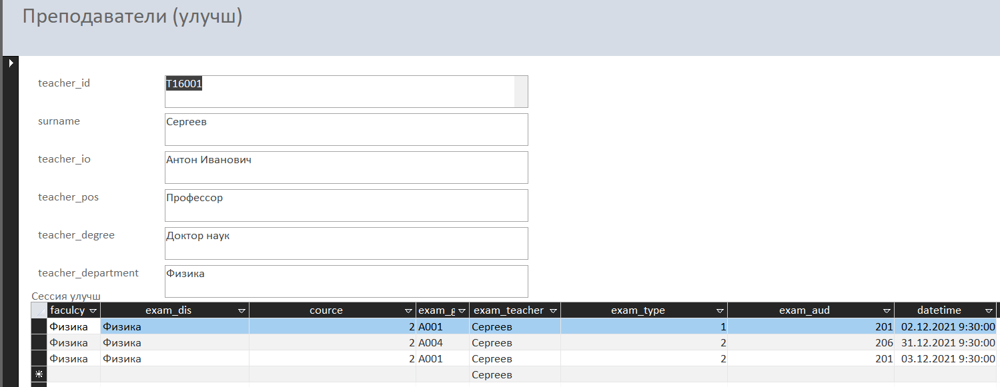 Преподаватели (улучш)
teacher_id T16001
surname Сергеев
teacher_io Антон Иванович
teacher_pos Профессор
teacher_degree Доктор наук
teacher_department Физика
Сессия улучш
faculcy exam_dis cource exam_g exam_teacher exam_type exam_aud datetime
Физика Физика 2 A001 Сергеев 1 201 02.12.2021 9:30:00
Физика Физика 2 A004 Сергеев 2 206 31.12.2021 9:30:00
Физика Физика 2 A001 Сергеев 2 201 03.12.2021 9:30:00
Сергеев